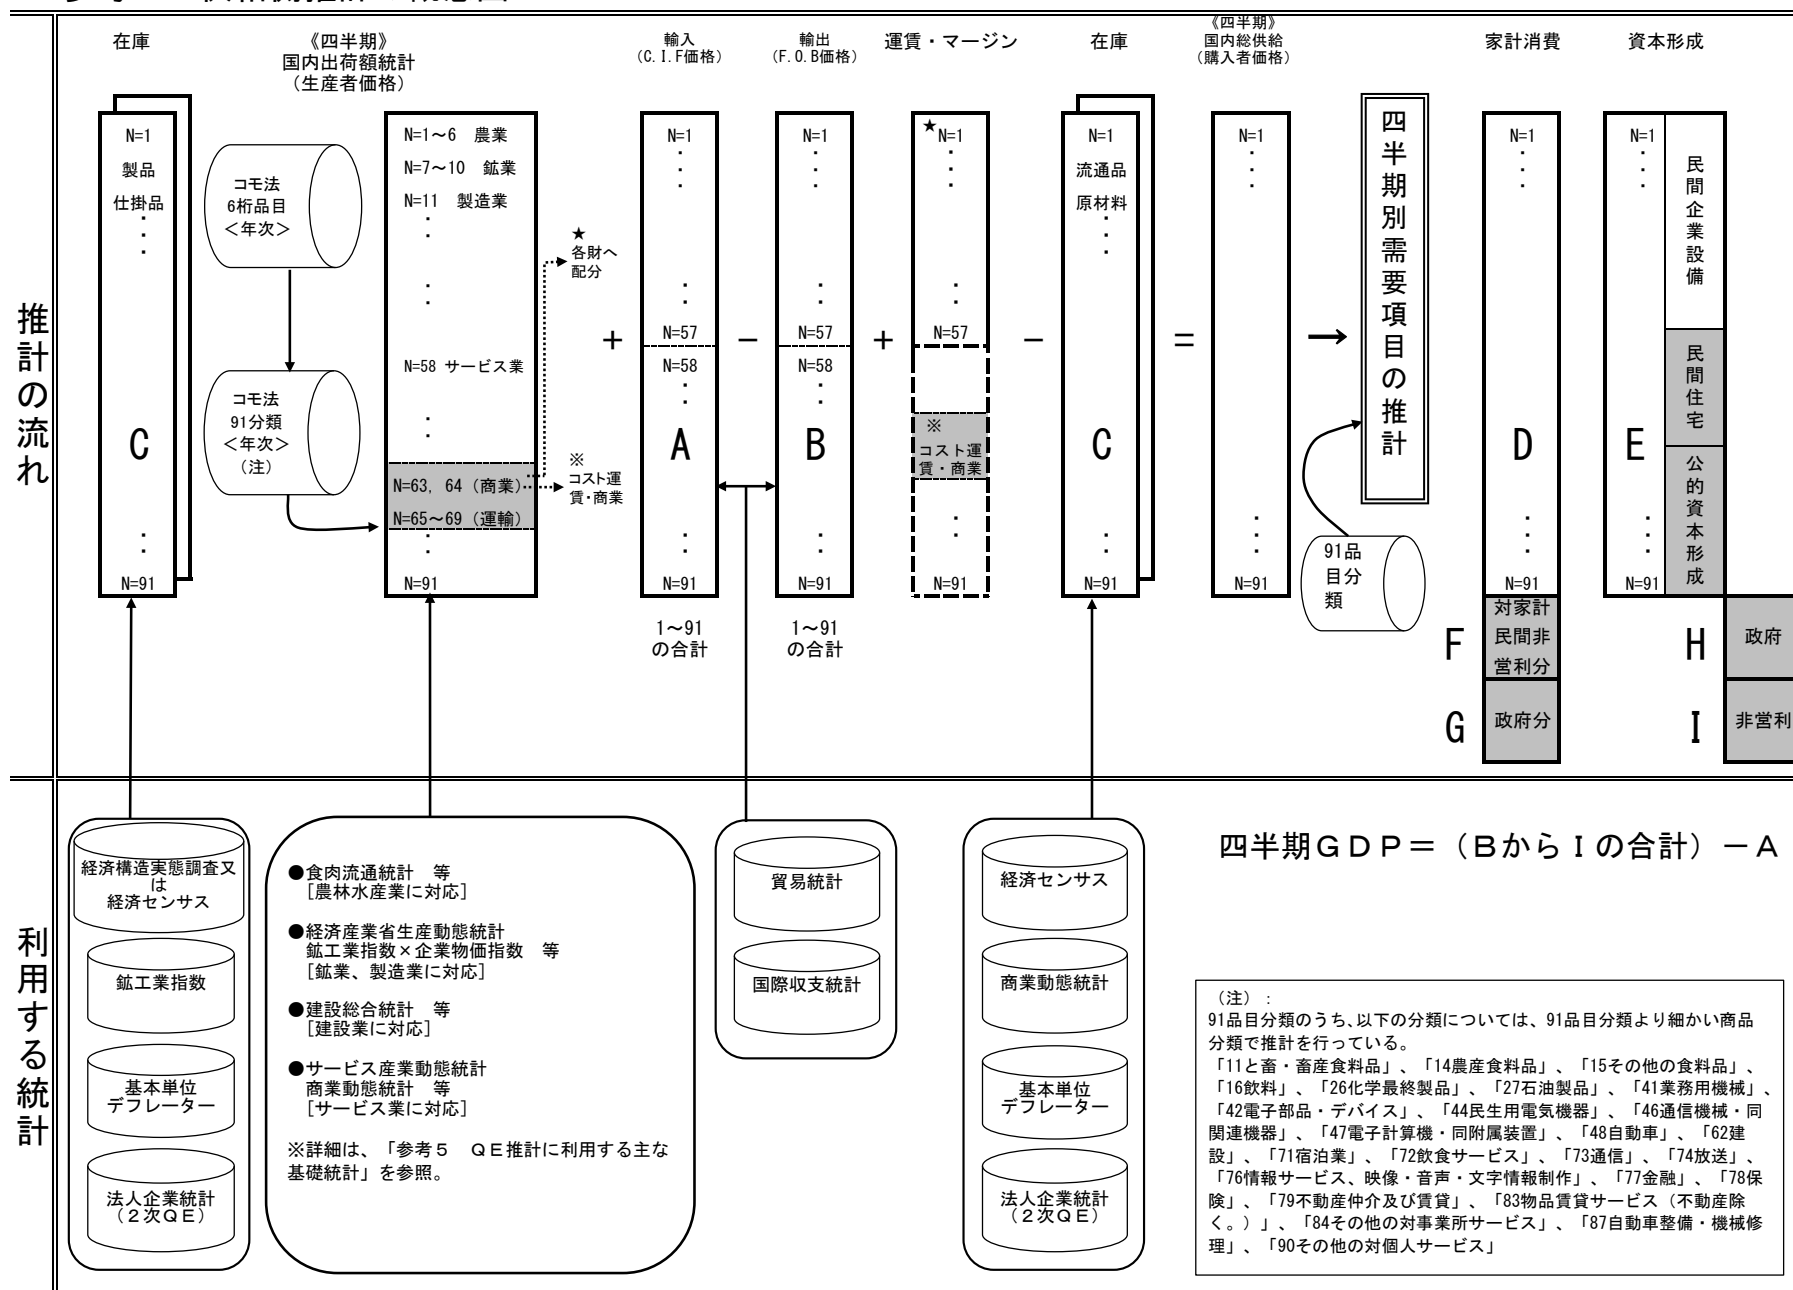 在庫
《四半期》
国内出荷額統計
（生産者価格）
輸入
（C.I.F価格）
輸出
（F.O.B価格）
運賃・マージン
在庫
《四半期》
国内総供給
（購入者価格）
家計消費
資本形成
推計の流れ
N=1
製品
仕掛品
・
・
C
・
・
N=91
コモ法
6桁品目
＜年次＞
コモ法
91分類
＜年次＞
（注）
N=1～6 農業
N=7～10 鉱業
N=11 製造業
・
・
・
・
N=58 サービス業
・
・
N=63, 64（商業）
N=65～69（運輸）
・
・
N=91
★
各財へ
配分
※
コスト運
賃・商業
＋
N=1
・
・
・
・
・
N=57
N=58
・
・
A
・
・
N=91
1～91
の合計
－
N=1
・
・
・
・
・
N=57
N=58
・
・
B
・
・
N=91
1～91
の合計
＋
★
N=1
・
・
・
・
・
N=57
※
コスト運
賃・商業
・
・
N=91
－
N=1
流通品
原材料
・
・
C
・
・
N=91
＝
N=1
・
・
・
・
・
・
N=91
→
四半期別需要項目の推計
91品
目分
類
N=1
・
・
・
D
・
・
・
N=91
対家計
民間非
営利分
F
政府分
G
N=1
・
・
・
E
・
・
・
N=91
民間企業設備
民間住宅
公的資本形成
H
政府
I
非営利
利用する統計
経済構造実態調査又
は
経済センサス
鉱工業指数
基本単位
デフレーター
法人企業統計
（２次ＱＥ）
●食肉流通統計 等
［農林水産業に対応］
●経済産業省生産動態統計
鉱工業指数×企業物価指数 等
［鉱業、製造業に対応］
●建設総合統計 等
［建設業に対応］
●サービス産業動態統計
商業動態統計 等
［サービス業に対応］
※詳細は、「参考５ ＱＥ推計に利用する主な
基礎統計」を参照。
貿易統計
国際収支統計
経済センサス
商業動態統計
基本単位
デフレーター
法人企業統計
（２次ＱＥ）
四半期ＧＤＰ＝（ＢからＩの合計）－Ａ
（注）：
91品目分類のうち、以下の分類については、91品目分類より細かい商品
分類で推計を行っている。
「11と畜・畜産食料品」、「14農産食料品」、「15その他の食料品」、
「16飲料」、「26化学最終製品」、「27石油製品」、「41業務用機械」、
「42電子部品・デバイス」、「44民生用電気機器」、「46通信機械・同
関連機器」、「47電子計算機・同附属装置」、「48自動車」、「62建
設」、「71宿泊業」、「72飲食サービス」、「73通信」、「74放送」、
「76情報サービス、映像・音声・文字情報制作」、「77金融」、「78保
険」、「79不動産仲介及び賃貸」、「83物品賃貸サービス（不動産除
く。）」、「84その他の対事業所サービス」、「87自動車整備・機械修
理」、「90その他の対個人サービス」